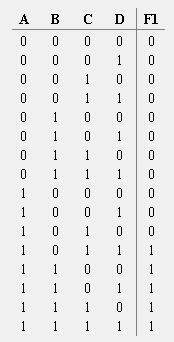 A B C D F1
0 0 0 0 0
0 0 0 1 0
0 0 1 0 0
0 0 1 1 0
0 1 0 0 0
0 1 0 1 0
0 1 1 0 0
0 1 1 1 0
1 0 0 0 0
1 0 0 1 0
1 0 1 0 0
1 0 1 1 1
1 1 0 0 1
1 1 0 1 1
1 1 1 0 1
1 1 1 1 1